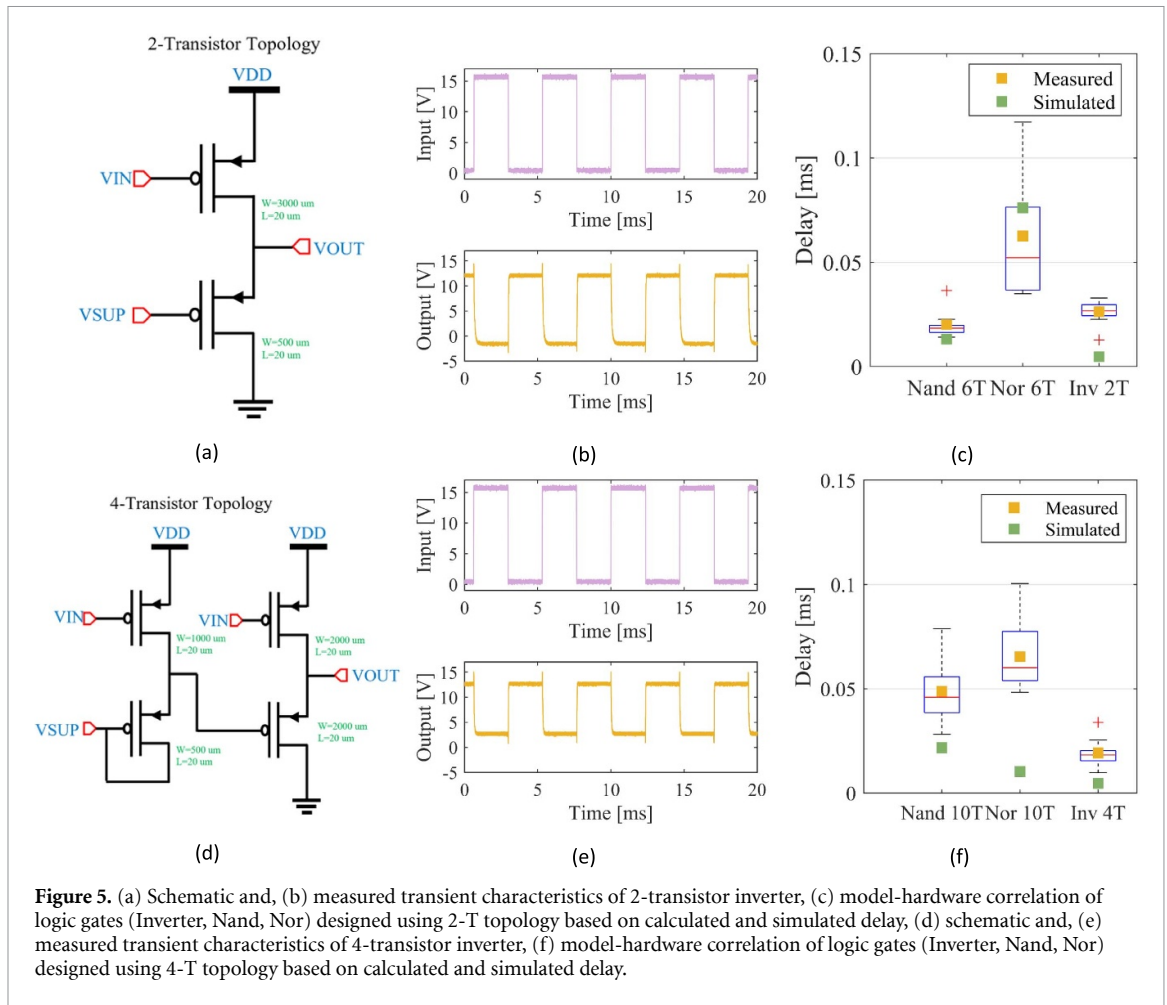 2-Transistor Topology
VDD
VIN
W=3000 um
L=20 um
VOUT
VSUP
W=500 um
L=20 um
(a)
Input [V]
15
10
5
0
0 5 10 15 20
Time [ms]
Output [V]
15
10
5
0
-5
0 5 10 15 20
Time [ms]
(b)
Delay [ms]
0.15
0.1
0.05
0
Measured
Simulated
Nand 6T Nor 6T Inv 2T
(c)
4-Transistor Topology
VDD VDD
VIN VIN
W=1000 um
L=20 um
W=2000 um
L=20 um
VOUT
VSUP
W=500 um
L=20 um
W=2000 um
L=20 um
(d)
Input [V]
15
10
5
0
0 5 10 15 20
Time [ms]
Output [V]
15
10
5
0
-5
0 5 10 15 20
Time [ms]
(e)
Delay [ms]
0.15
0.1
0.05
0
Measured
Simulated
Nand 10T Nor 10T Inv 4T
(f)
Figure 5. (a) Schematic and, (b) measured transient characteristics of 2-transistor inverter, (c) model-hardware correlation of
logic gates (Inverter, Nand, Nor) designed using 2-T topology based on calculated and simulated delay, (d) schematic and, (e)
measured transient characteristics of 4-transistor inverter, (f) model-hardware correlation of logic gates (Inverter, Nand, Nor)
designed using 4-T topology based on calculated and simulated delay.